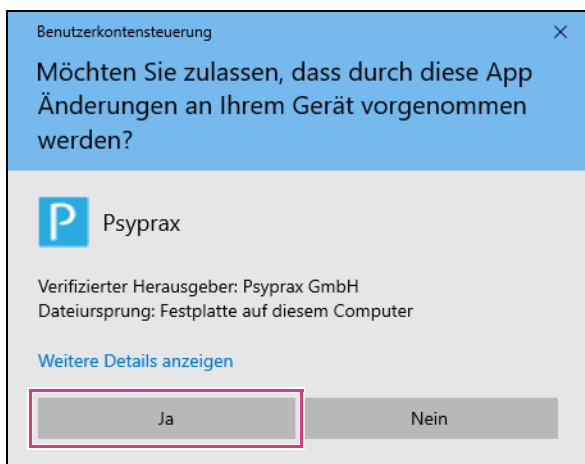 Benutzerkontensteuerung
Möchten Sie zulassen, dass durch diese App
Änderungen an Ihrem Gerät vorgenommen
werden?
P
Psyprax
Verifizierter Herausgeber: Psyprax GmbH
Dateiursprung: Festplatte auf diesem Computer
Weitere Details anzeigen
Ja
Nein